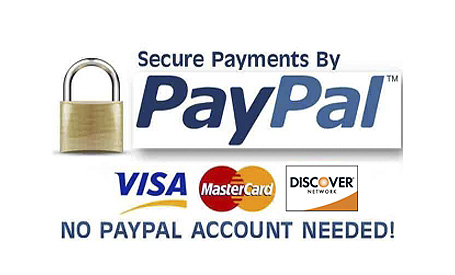 Secure Payments By
PayPal™
VISA MasterCard DISCOVER®
NETWORK
NO PAYPAL ACCOUNT NEEDED!